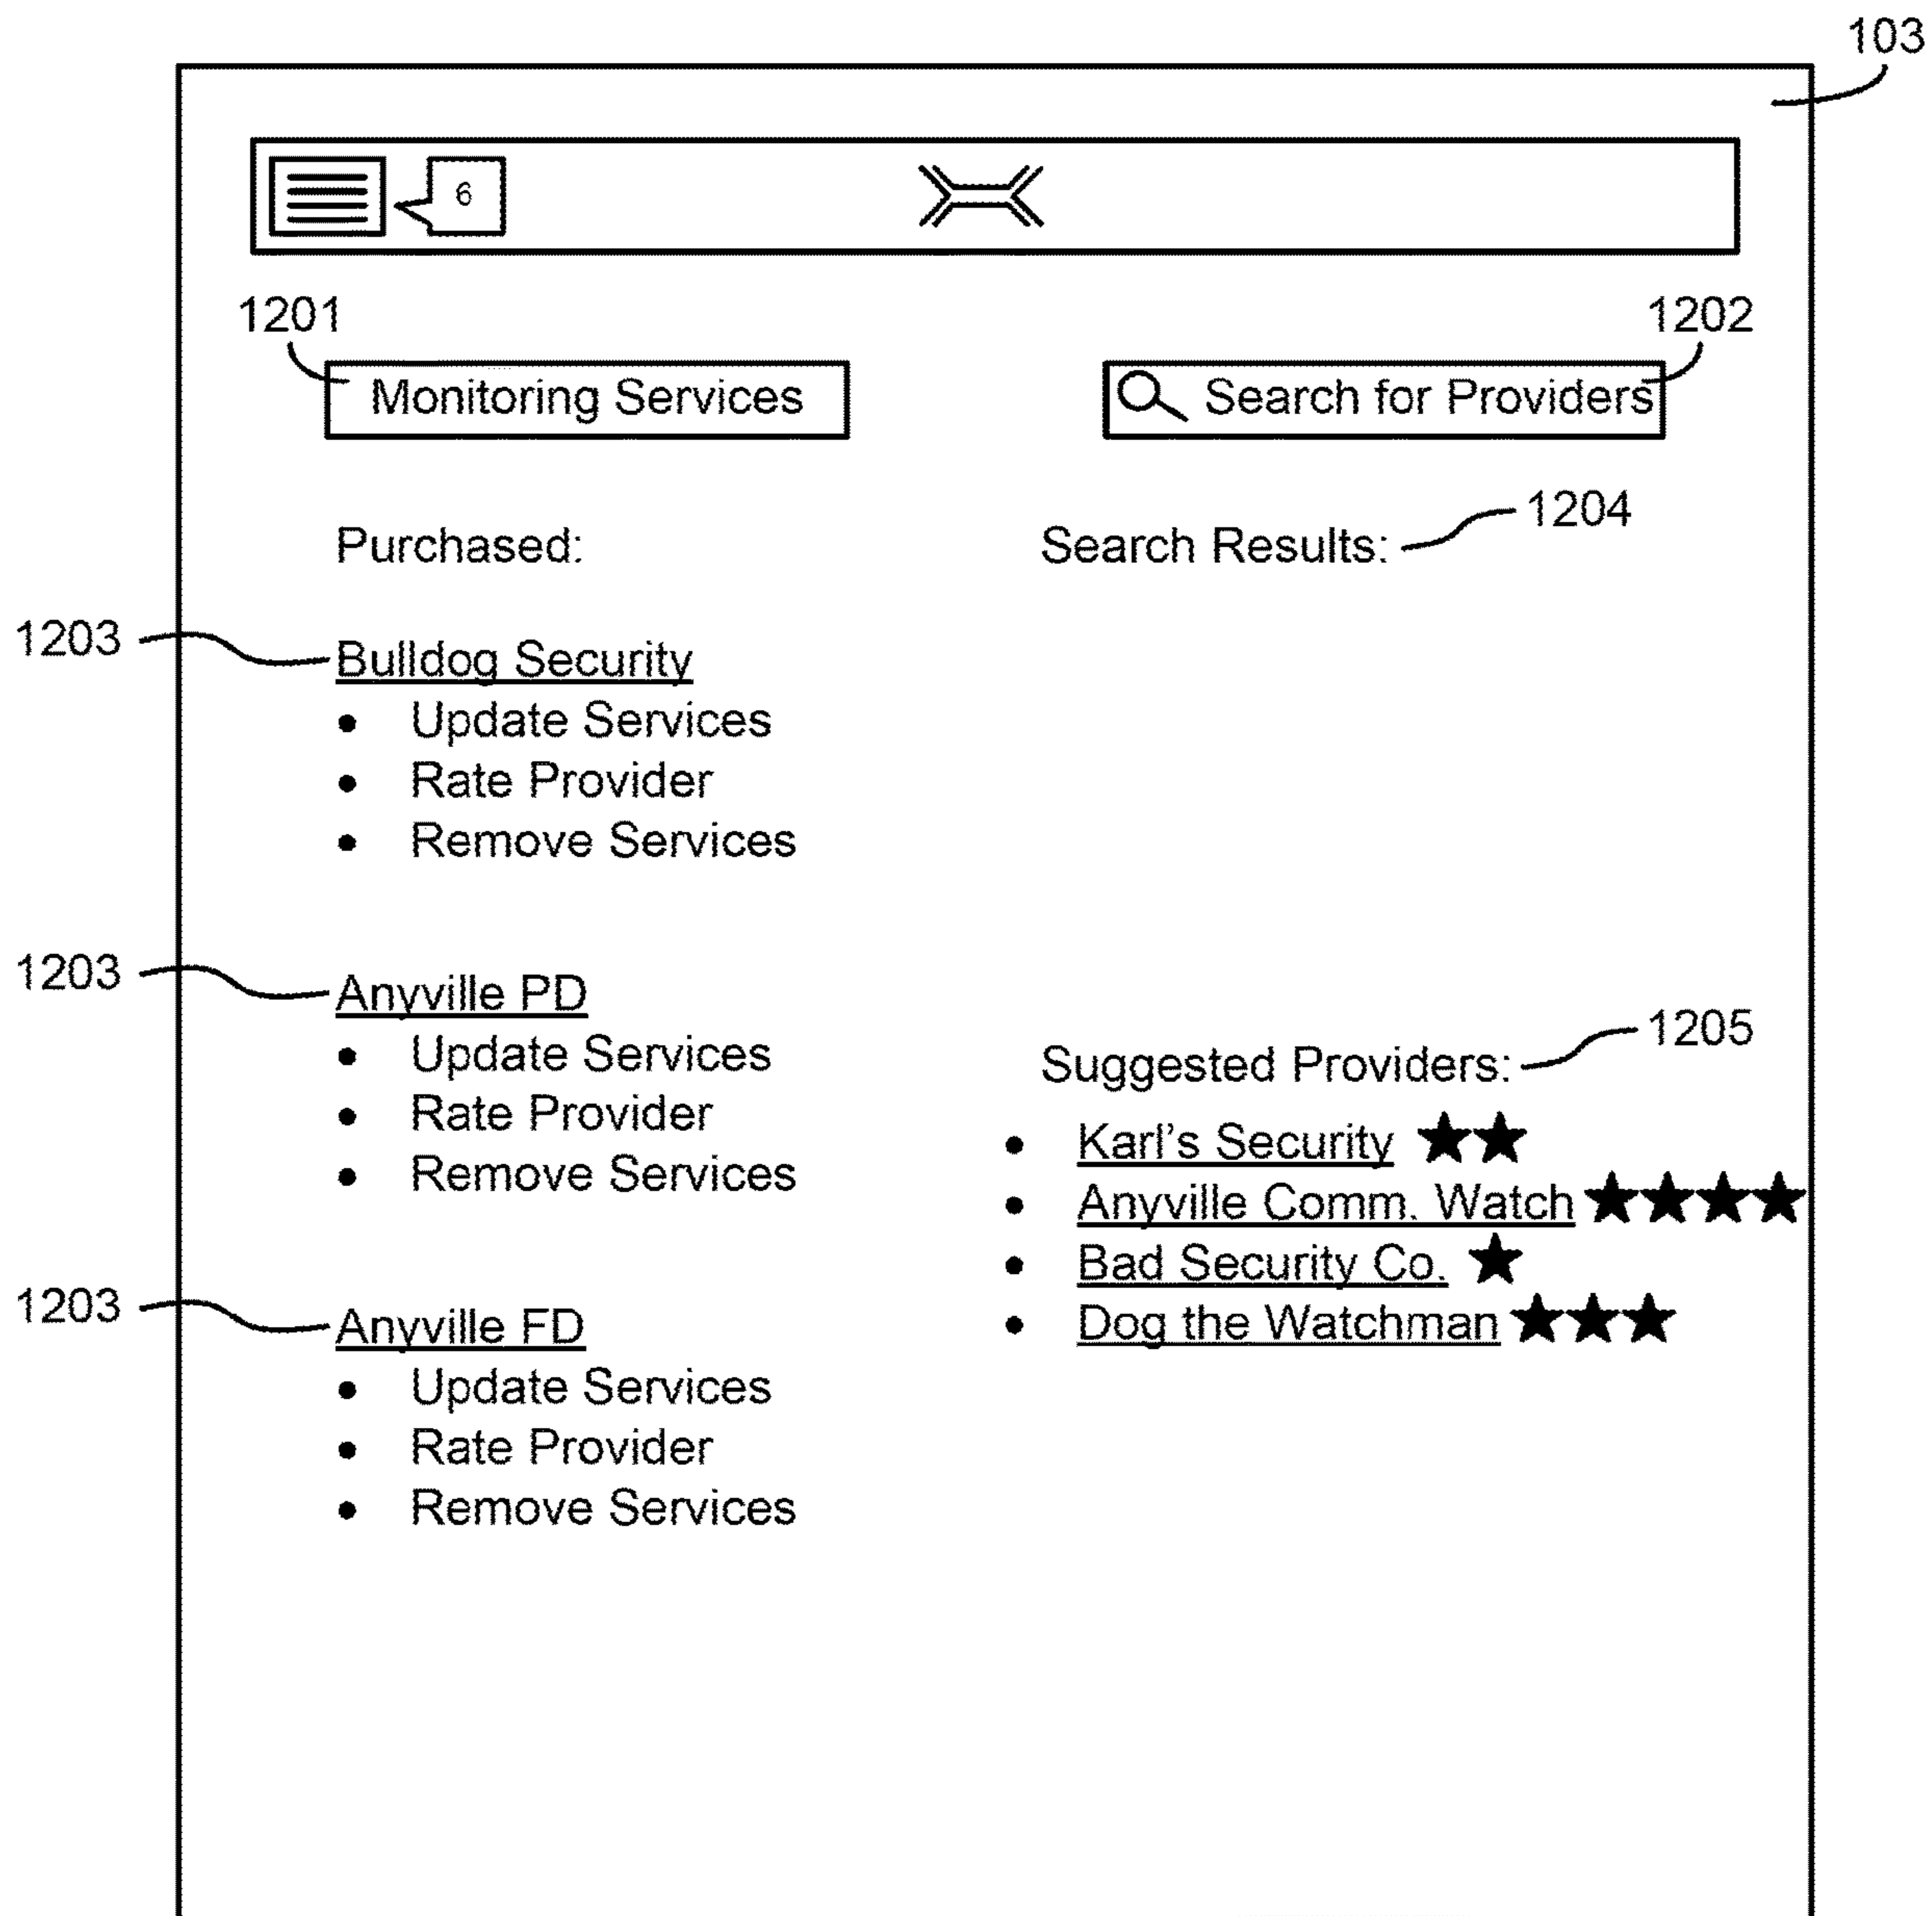 103
6
1201
1202
Monitoring Services
Search for Providers
1204
Purchased:
Search Results:
1203
Bulldog Security
• Update Services
• Rate Provider
• Remove Services
1203
Anyville PD
• Update Services
• Rate Provider
• Remove Services
1205
Suggested Providers:
• Karl's Security ★★
• Anyville Comm. Watch ★★★★
• Bad Security Co. ★
• Dog the Watchman ★★★
1203
Anyville FD
• Update Services
• Rate Provider
• Remove Services